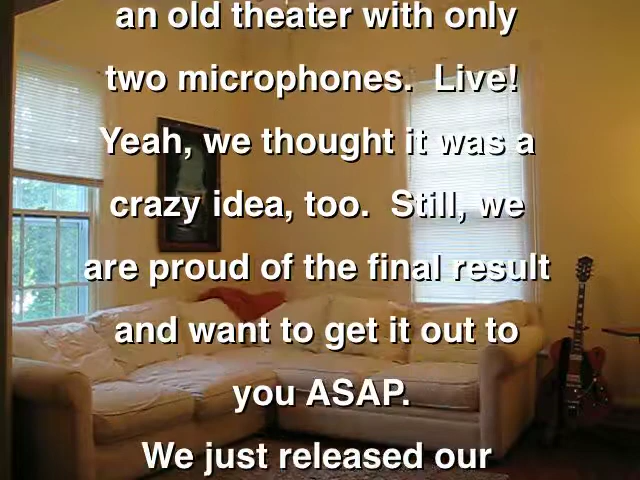 an old theater with only
two microphones.  Live!
Yeah, we thought it was a
crazy idea, too.  Still, we
are proud of the final result
and want to get it out to
you ASAP.
We just released our